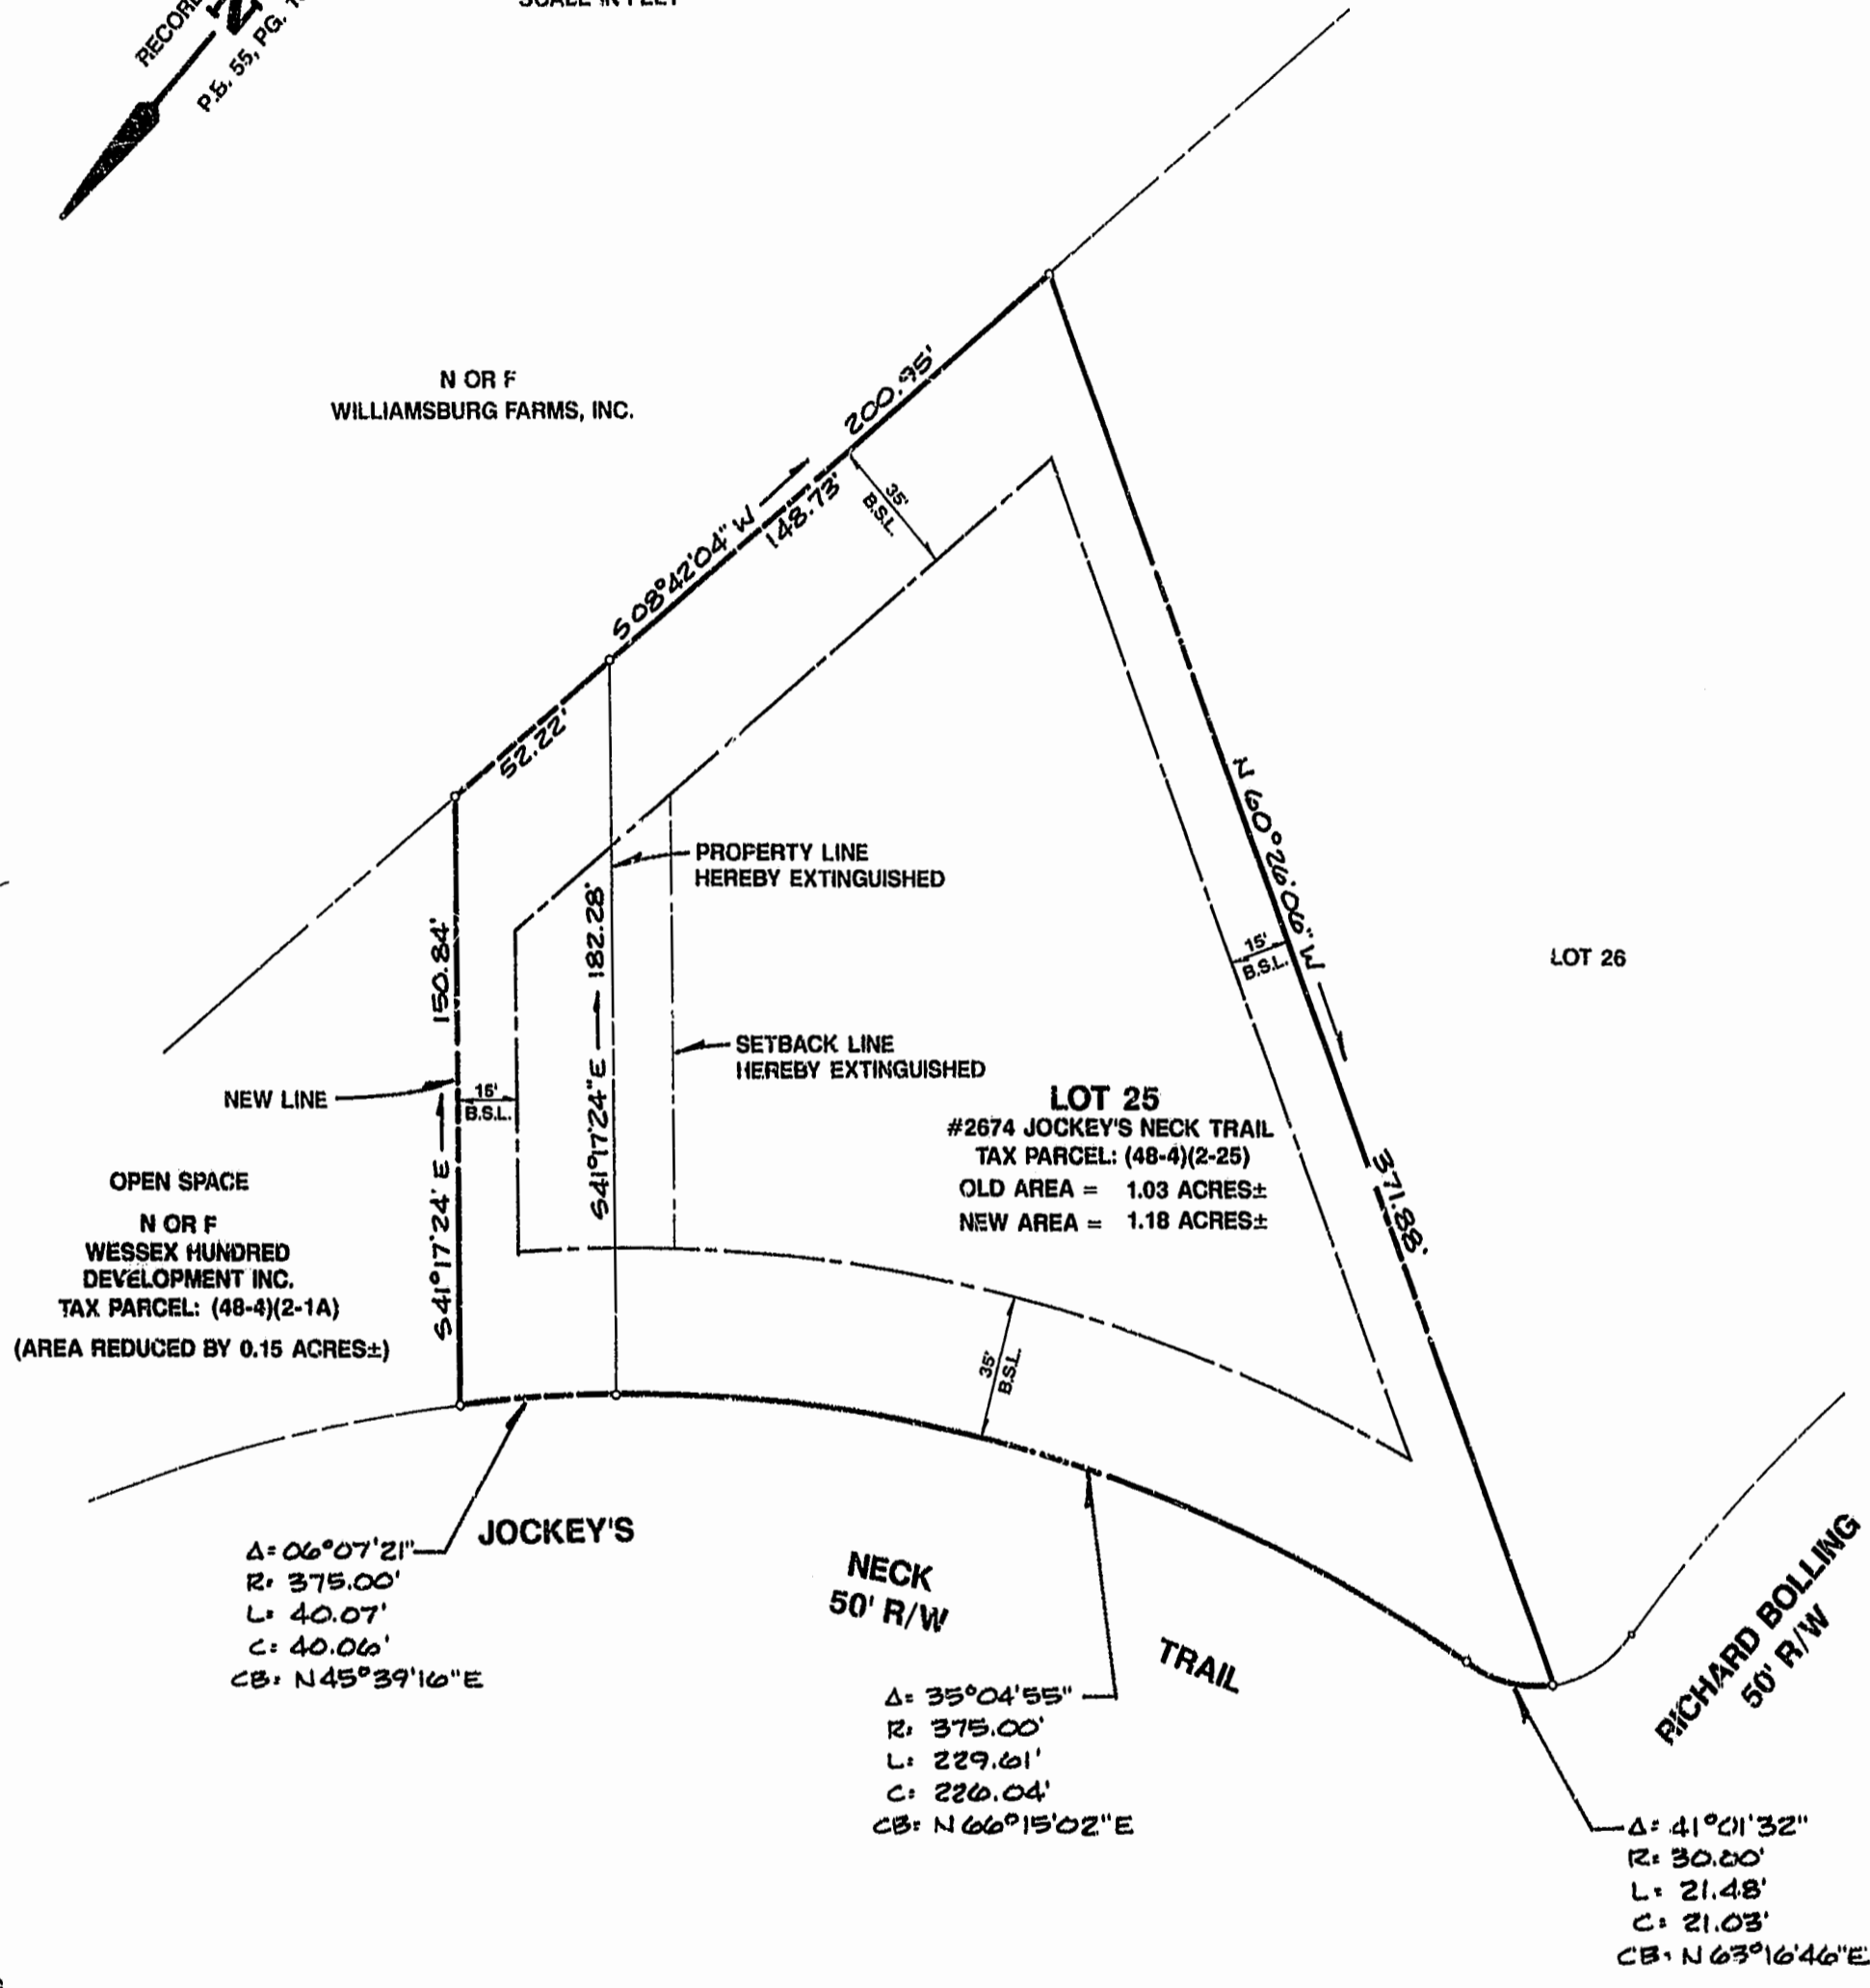 SCALE IN FEET
P.B. 55, PG.
N OR F
WILLIAMSBURG FARMS, INC.
S 08°42'04" W
200.95'
148.73'
52.22'
35'
B.S.L.
PROPERTY LINE
HEREBY EXTINGUISHED
150.84'
S41°17'24' E
S41°17'24"E
182.28'
NEW LINE
15'
B.S.L.
SETBACK LINE
HEREBY EXTINGUISHED
N 60°26'06" W
371.88'
15'
B.S.L.
LOT 26
LOT 25
#2674 JOCKEY'S NECK TRAIL
TAX PARCEL: (48-4)(2-25)
OLD AREA = 1.03 ACRES±
NEW AREA = 1.18 ACRES±
OPEN SPACE
N OR F
WESSEX HUNDRED
DEVELOPMENT INC.
TAX PARCEL: (48-4)(2-1A)
(AREA REDUCED BY 0.15 ACRES±)
35'
B.S.L.
JOCKEY'S
NECK
50' R/W
TRAIL
RICHARD BOLLING
50' R/W
Δ= 06°07'21"
R: 375.00'
L: 40.07'
C: 40.06'
CB: N45°39'16"E
Δ= 35°04'55"
R: 375.00'
L: 229.61'
C: 226.04'
CB: N66°15'02"E
Δ= 41°01'32"
R: 30.00'
L: 21.48'
C: 21.03'
CB: N63°16'46"E